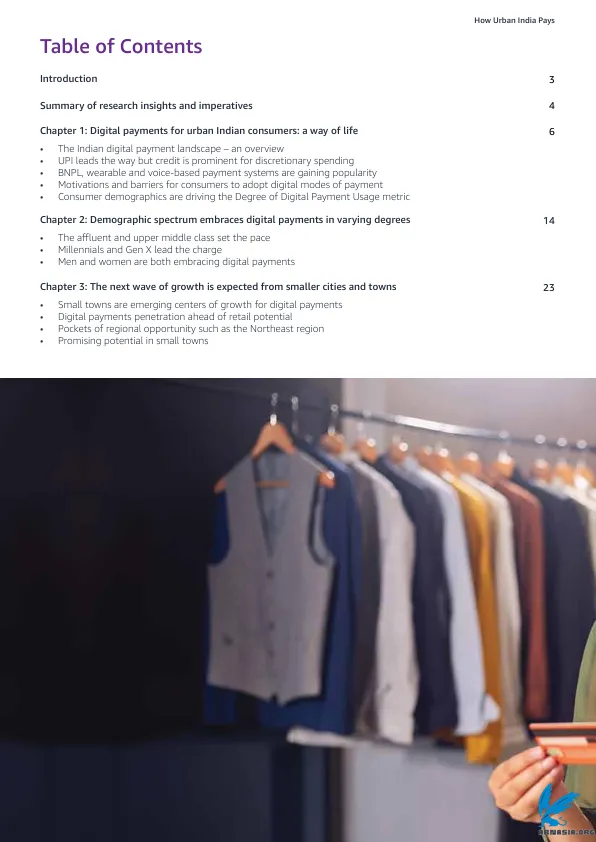 How Urban India Pays
Table of Contents
Introduction 3
Summary of research insights and imperatives 4
Chapter 1: Digital payments for urban Indian consumers: a way of life 6
• The Indian digital payment landscape – an overview
• UPI leads the way but credit is prominent for discretionary spending
• BNPL, wearable and voice-based payment systems are gaining popularity
• Motivations and barriers for consumers to adopt digital modes of payment
• Consumer demographics are driving the Degree of Digital Payment Usage metric
Chapter 2: Demographic spectrum embraces digital payments in varying degrees 14
• The affluent and upper middle class set the pace
• Millennials and Gen X lead the charge
• Men and women are both embracing digital payments
Chapter 3: The next wave of growth is expected from smaller cities and towns 23
• Small towns are emerging centers of growth for digital payments
• Digital payments penetration ahead of retail potential
• Pockets of regional opportunity such as the Northeast region
• Promising potential in small towns